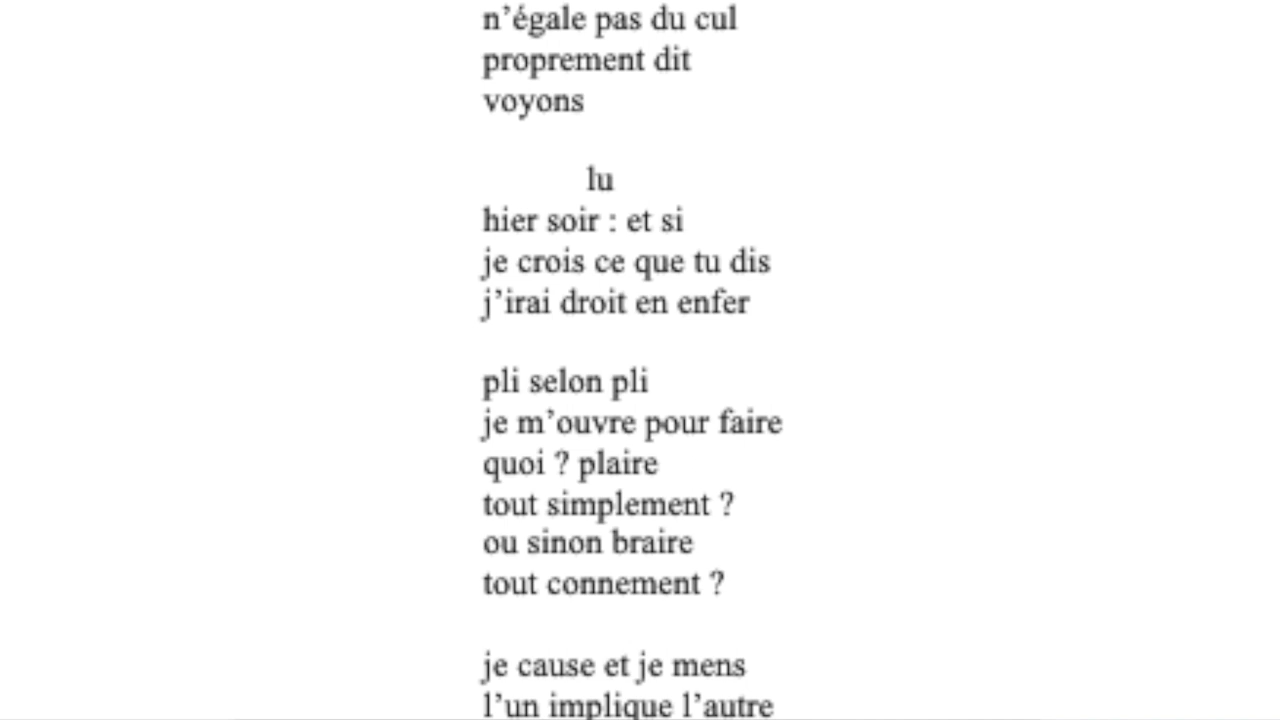 n’égale pas du cul
proprement dit
voyons
lu
hier soir : et si
je crois ce que tu dis
j’irai droit en enfer
pli selon pli
je m’ouvre pour faire
quoi ? plaire
tout simplement ?
ou sinon braire
tout connement ?
je cause et je mens
l’un implique l’autre